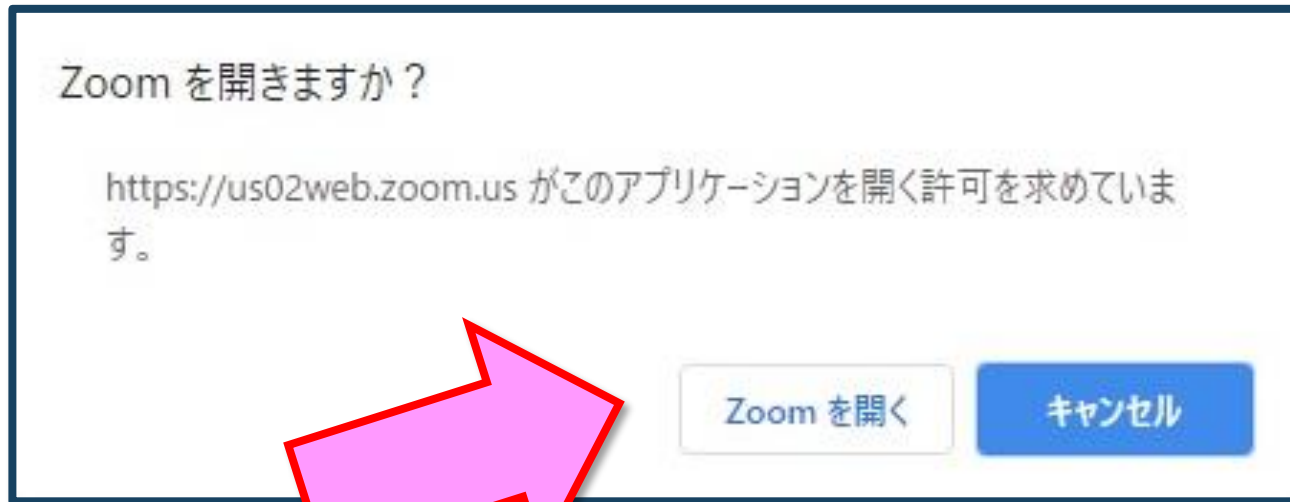 Zoom を開きますか？
https://us02web.zoom.us がこのアプリケーションを開く許可を求めていま
す。
Zoom を開く
キャンセル